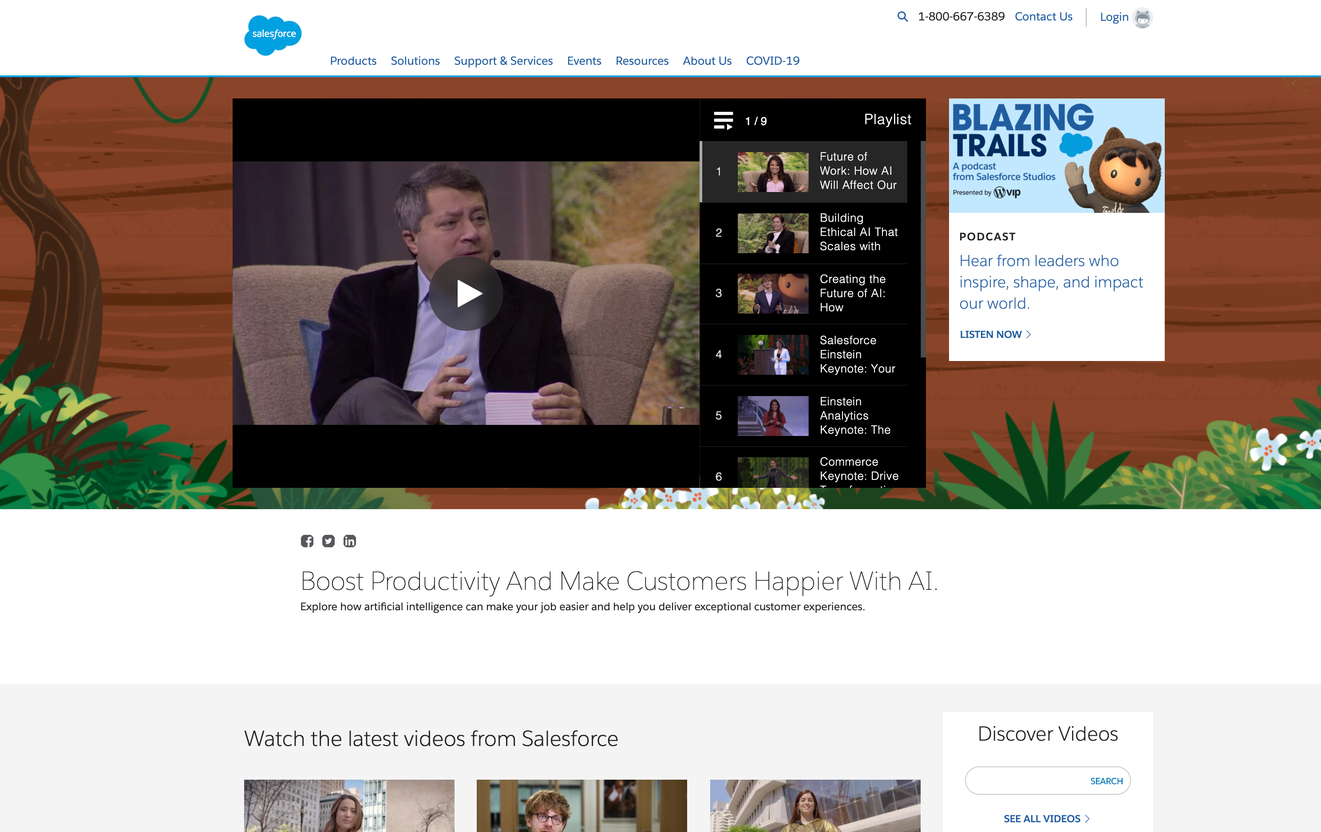 salesforce
1-800-667-6389 Contact Us Login
Products Solutions Support & Services Events Resources About Us COVID-19
1 / 9 Playlist
1
Future of
Work: How AI
Will Affect Our
2
Building
Ethical AI That
Scales with
3
Creating the
Future of AI:
How
4
Salesforce
Einstein
Keynote: Your
5
Einstein
Analytics
Keynote: The
6
Commerce
Keynote: Drive
BLAZING
TRAILS
A podcast
from Salesforce Studios
Presented by W vip
PODCAST
Hear from leaders who
inspire, shape, and impact
our world.
LISTEN NOW
Boost Productivity And Make Customers Happier With AI.
Explore how artificial intelligence can make your job easier and help you deliver exceptional customer experiences.
Watch the latest videos from Salesforce
Discover Videos
SEARCH
SEE ALL VIDEOS